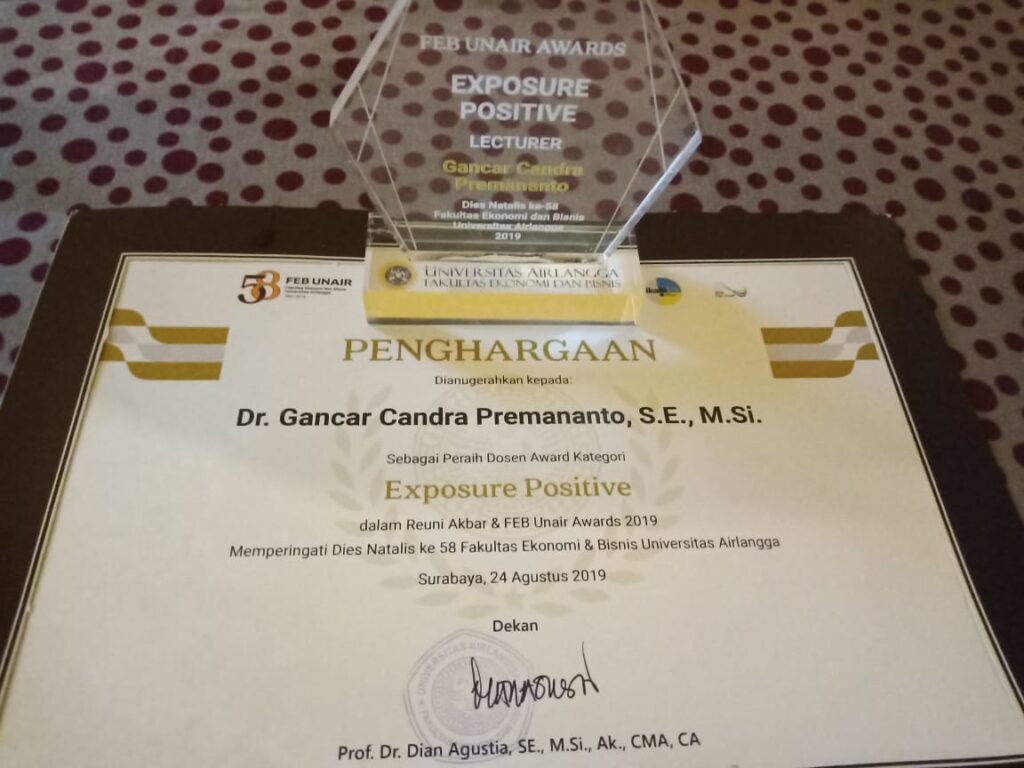 FEB UNAIR AWARDS
EXPOSURE
POSITIVE
LECTURER
Gancar Candra
Premananto
Dies Natalis ke-58
Fakultas Ekonomi dan Bisnis
Universitas Airlangga
2019
UNIVERSITAS AIRLANGGA
FAKULTAS EKONOMI DAN BISNIS
58 FEB UNAIR
PENGHARGAAN
Dianugerahkan kepada:
Dr. Gancar Candra Premananto, S.E., M.Si.
Sebagai Peraih Dosen Award Kategori
Exposure Positive
dalam Reuni Akbar & FEB Unair Awards 2019
Memperingati Dies Natalis ke 58 Fakultas Ekonomi & Bisnis Universitas Airlangga
Surabaya, 24 Agustus 2019
Dekan
UNIVERSITAS AIRLANGGA
Prof. Dr. Dian Agustia, SE., M.Si., Ak., CMA, CA